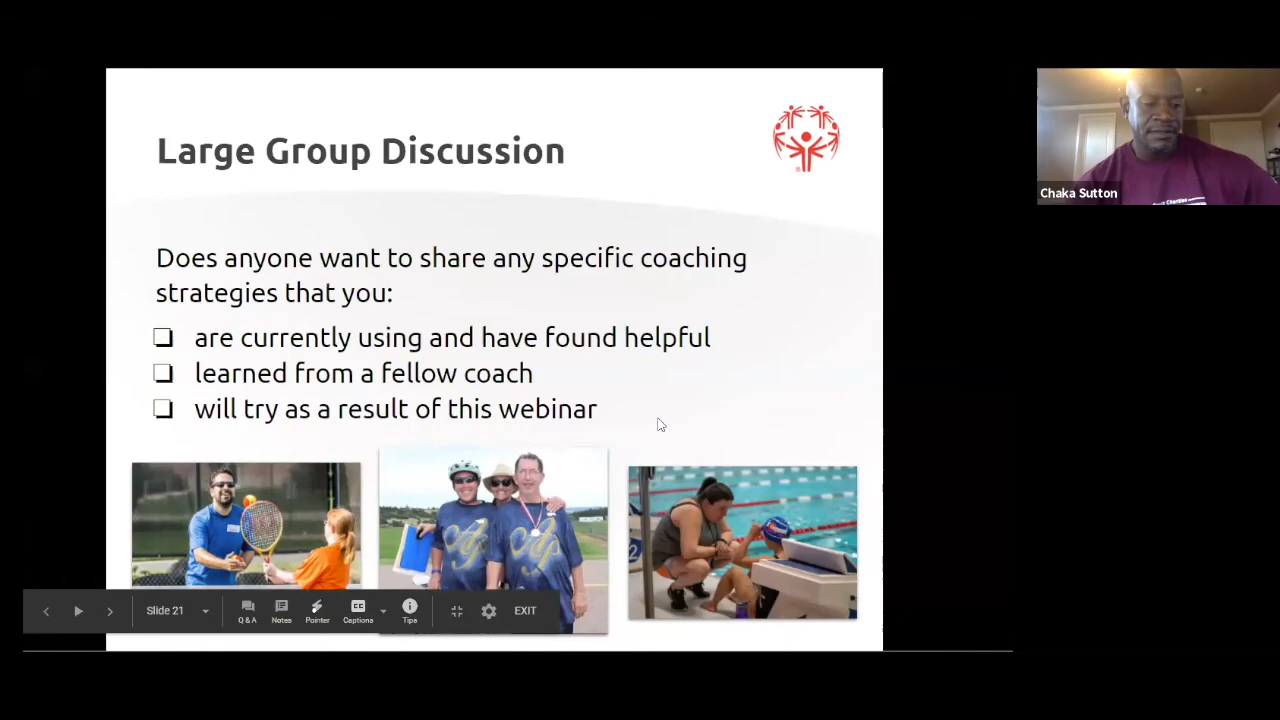 Large Group Discussion
Does anyone want to share any specific coaching
strategies that you:
❏ are currently using and have found helpful
❏ learned from a fellow coach
❏ will try as a result of this webinar
Chaka Sutton
Slide 21
Q & A
Notes
Pointer
Captions
Tips
EXIT